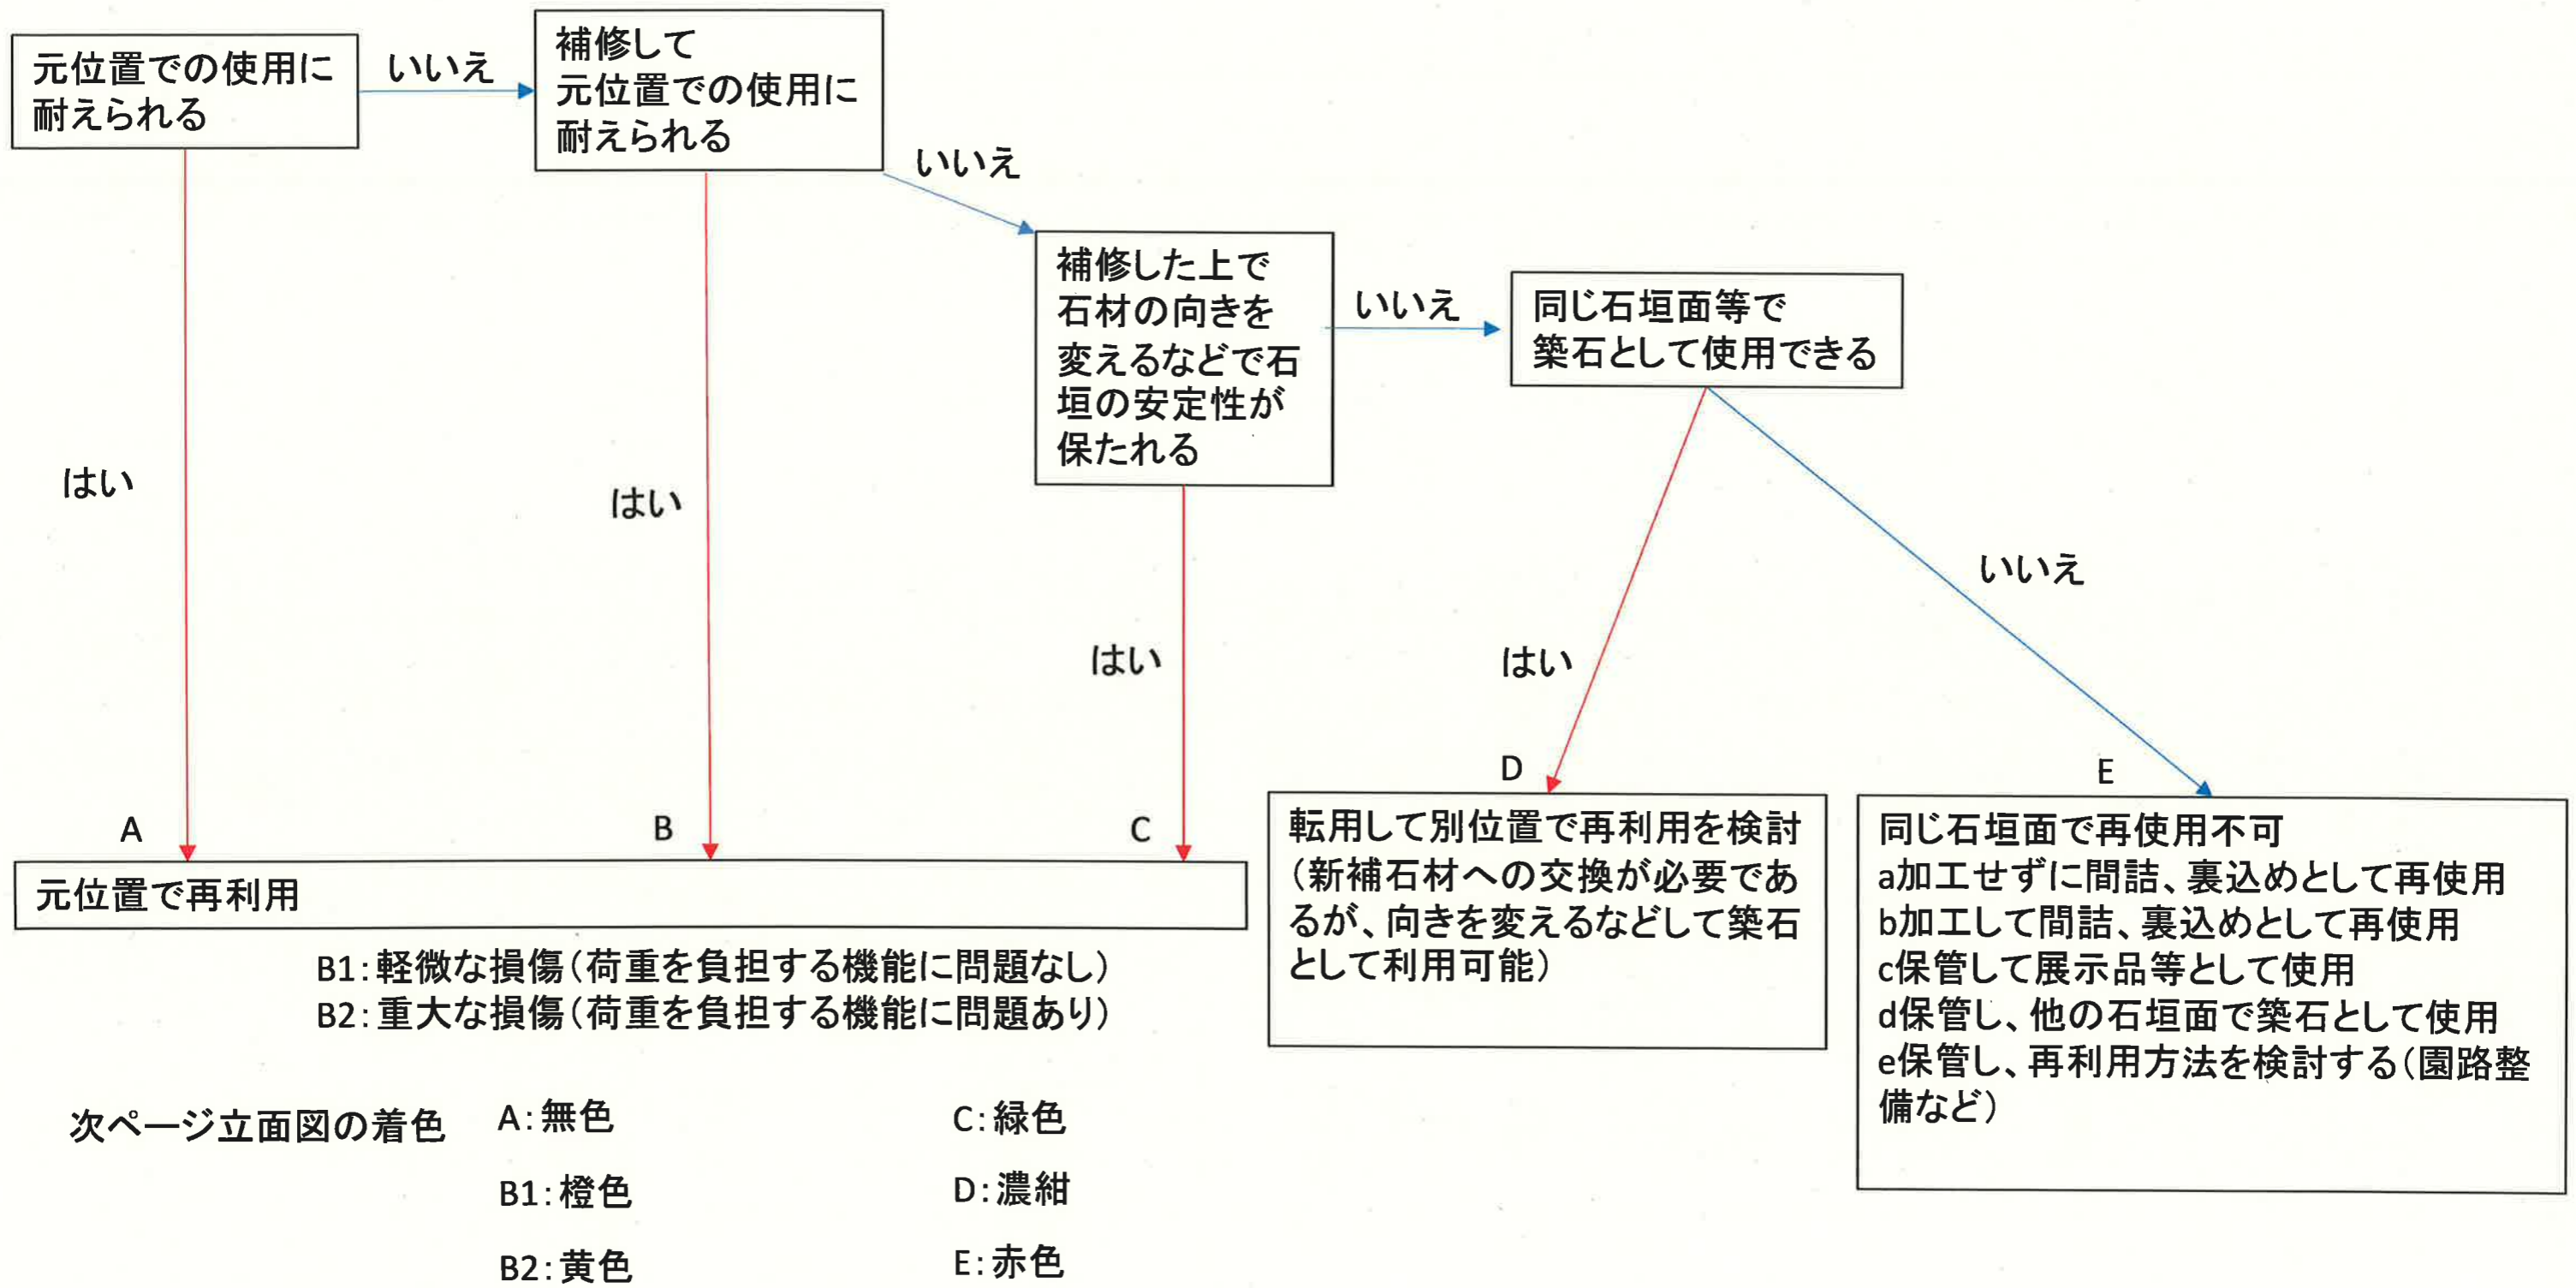 元位置での使用に
耐えられる
いいえ
補修して
元位置での使用に
耐えられる
いいえ
補修した上で
石材の向きを
変えるなどで石
垣の安定性が
保たれる
いいえ
同じ石垣面等で
築石として使用できる
はい
はい
はい
はい
いいえ
A
B
C
D
E
元位置で再利用
B1:軽微な損傷(荷重を負担する機能に問題なし)
B2:重大な損傷(荷重を負担する機能に問題あり)
転用して別位置で再利用を検討
(新補石材への交換が必要であ
るが、向きを変えるなどして築石
として利用可能)
同じ石垣面で再使用不可
a加工せずに間詰、裏込めとして再使用
b加工して間詰、裏込めとして再使用
c保管して展示品等として使用
d保管し、他の石垣面で築石として使用
e保管し、再利用方法を検討する(園路整
備など)
次ページ立面図の着色
A:無色
B1:橙色
B2:黄色
C:緑色
D:濃紺
E:赤色